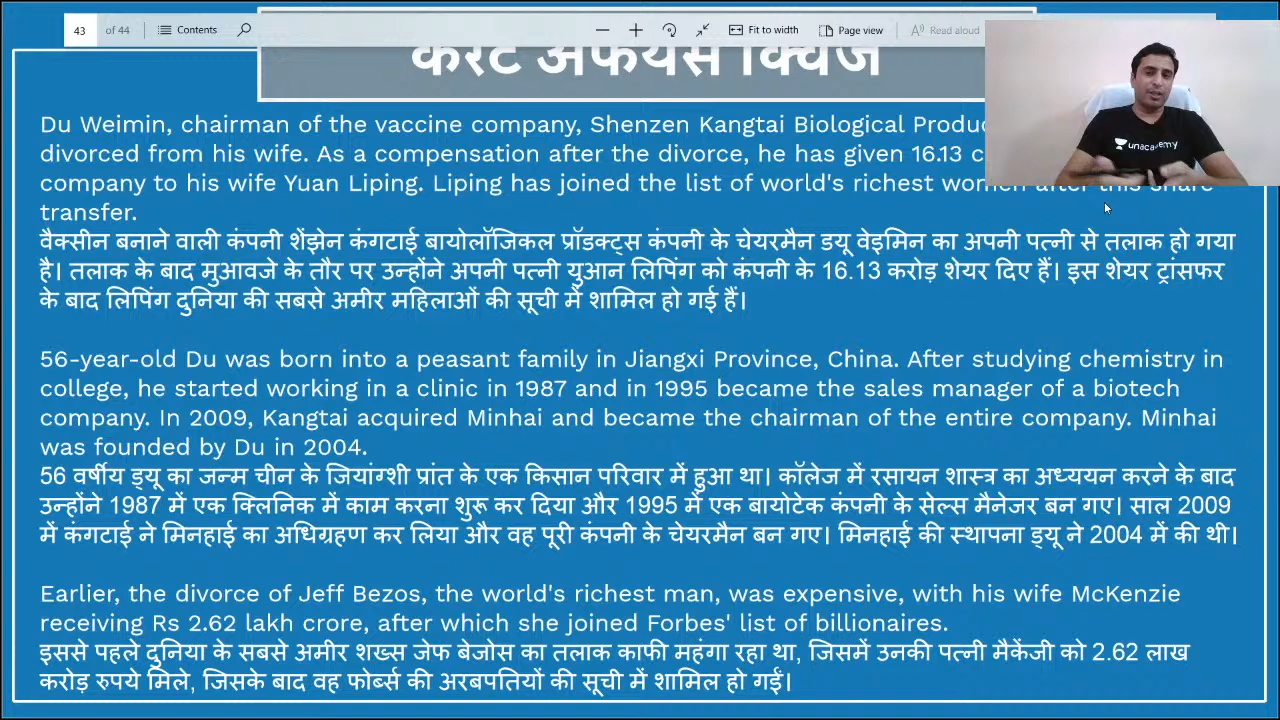 43 of 44 Contents Fit to width Page view Read aloud
करंट अफेयर्स क्विज
unacademy
Du Weimin, chairman of the vaccine company, Shenzen Kangtai Biological
divorced from his wife. As a compensation after the divorce, he has given 16.13
company to his wife Yuan Liping. Liping has joined the list of world's richest women after this share
transfer.
वैक्सीन बनाने वाली कंपनी शेंझेन कंगटाई बायोलॉजिकल प्रॉडक्ट्स कंपनी के चेयरमैन डयू वेइमिन का अपनी पत्नी से तलाक हो गया
है। तलाक के बाद मुआवजे के तौर पर उन्होंने अपनी पत्नी युआन लिपिंग को कंपनी के 16.13 करोड़ शेयर दिए हैं। इस शेयर ट्रांसफर
के बाद लिपिंग दुनिया की सबसे अमीर महिलाओं की सूची में शामिल हो गई हैं।
56-year-old Du was born into a peasant family in Jiangxi Province, China. After studying chemistry in
college, he started working in a clinic in 1987 and in 1995 became the sales manager of a biotech
company. In 2009, Kangtai acquired Minhai and became the chairman of the entire company. Minhai
was founded by Du in 2004.
56 वर्षीय ड्यू का जन्म चीन के जियांग्शी प्रांत के एक किसान परिवार में हुआ था। कॉलेज में रसायन शास्त्र का अध्ययन करने के बाद
उन्होंने 1987 में एक क्लिनिक में काम करना शुरू कर दिया और 1995 में एक बायोटेक कंपनी के सेल्स मैनेजर बन गए। साल 2009
में कंगटाई ने मिनहाई का अधिग्रहण कर लिया और वह पूरी कंपनी के चेयरमैन बन गए। मिनहाई की स्थापना ड्यू ने 2004 में की थी।
Earlier, the divorce of Jeff Bezos, the world's richest man, was expensive, with his wife McKenzie
receiving Rs 2.62 lakh crore, after which she joined Forbes' list of billionaires.
इससे पहले दुनिया के सबसे अमीर शख्स जेफ बेजोस का तलाक काफी महंगा रहा था, जिसमें उनकी पत्नी मैकेंजी को 2.62 लाख
करोड़ रुपये मिले, जिसके बाद वह फोर्ब्स की अरबपतियों की सूची में शामिल हो गईं।